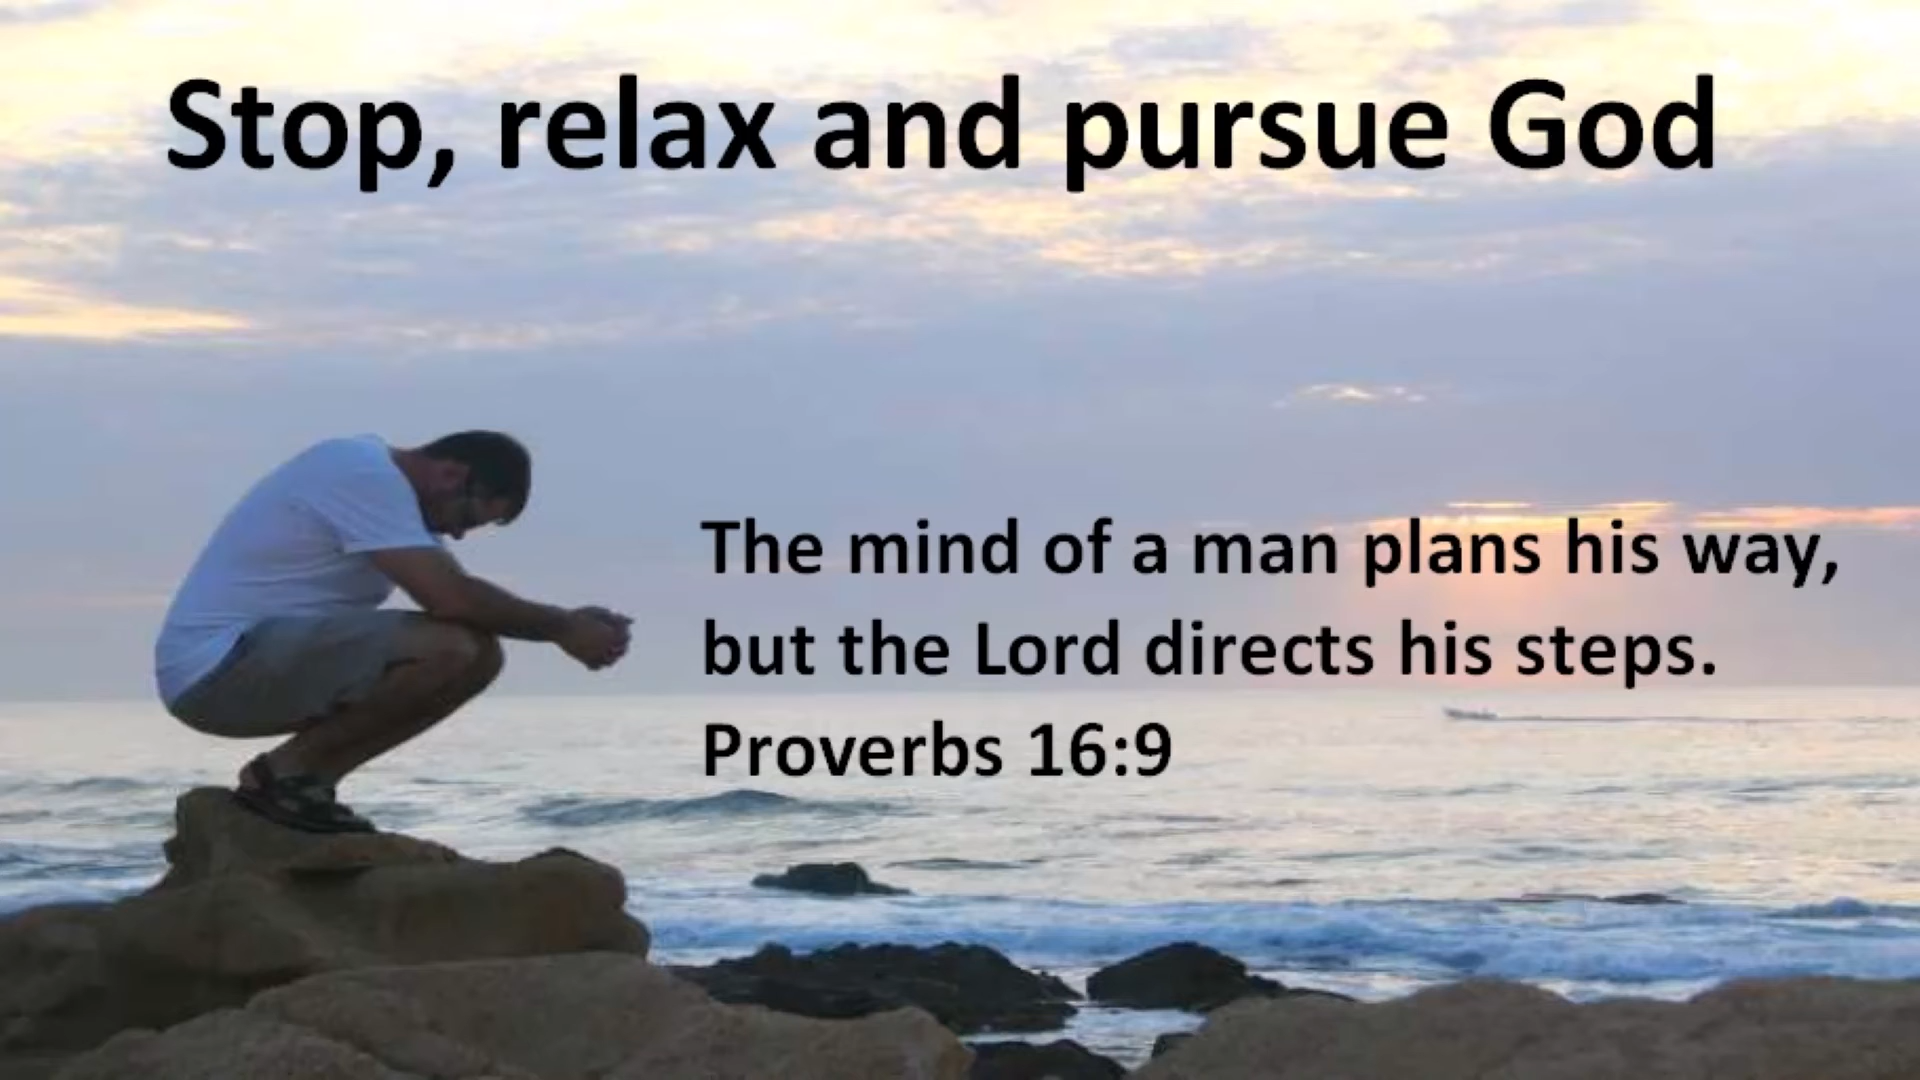 Stop, relax and pursue God
The mind of a man plans his way,
but the Lord directs his steps.
Proverbs 16:9